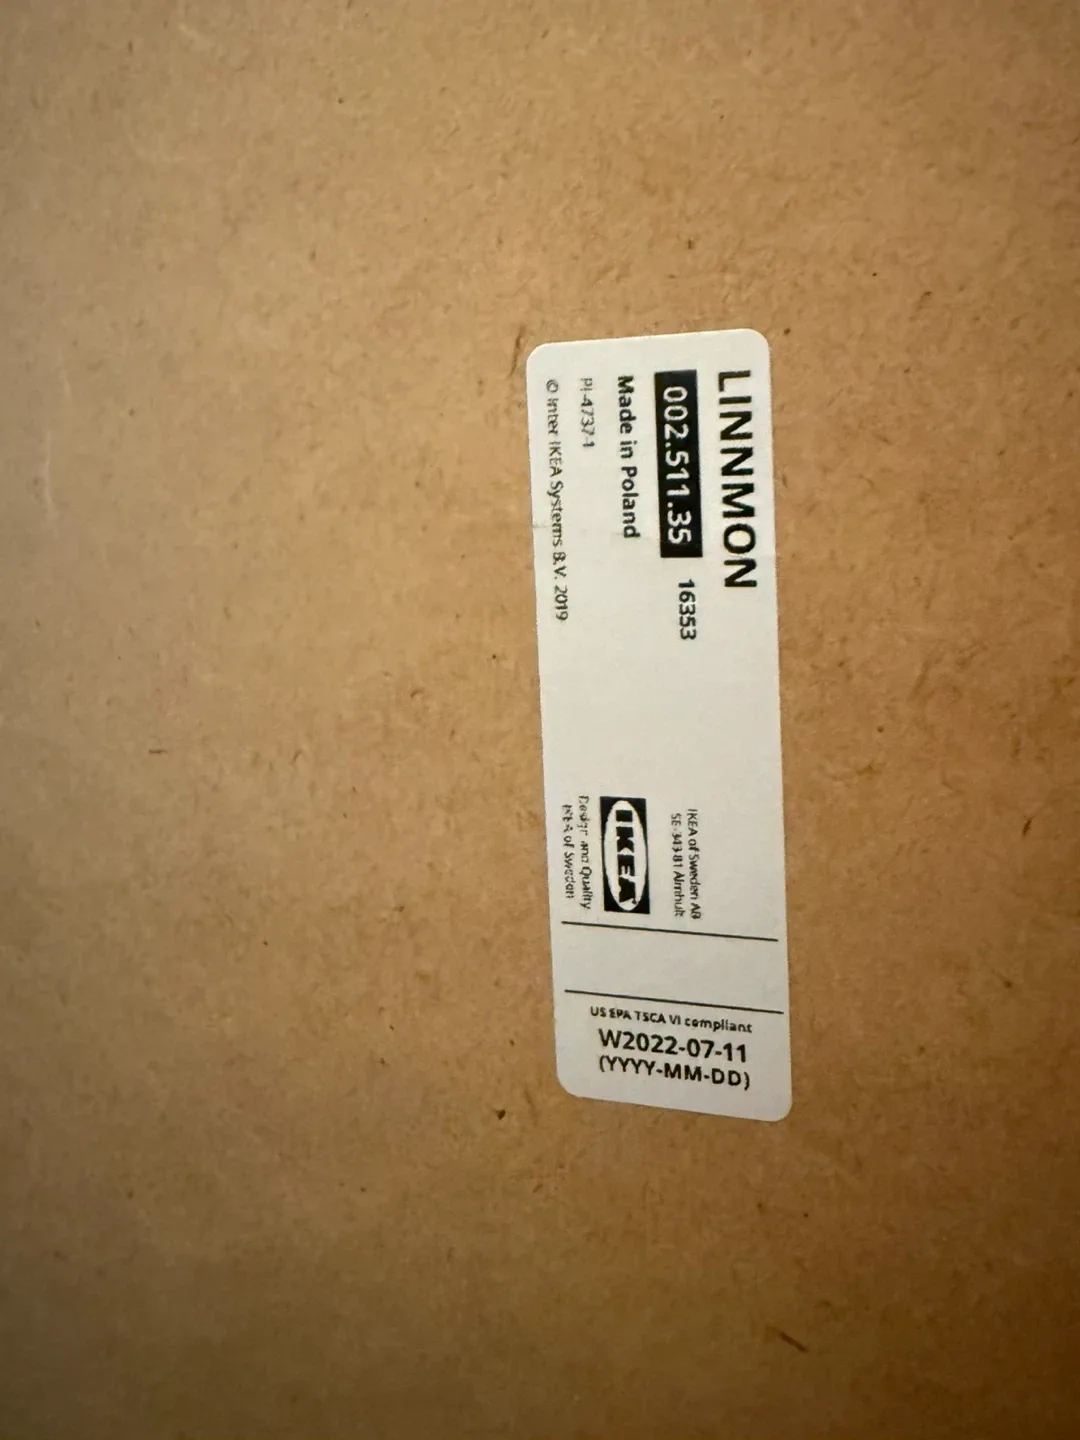 LINNMON
002.511.35 16353
Made in Poland
PI-4737-1
© Inter IKEA Systems B.V. 2019
IKEA of Sweden AB
SE-343 81 Älmhult
IKEA
Design and Quality
IKEA of Sweden
US EPA TSCA VI compliant
W2022-07-11
(YYYY-MM-DD)